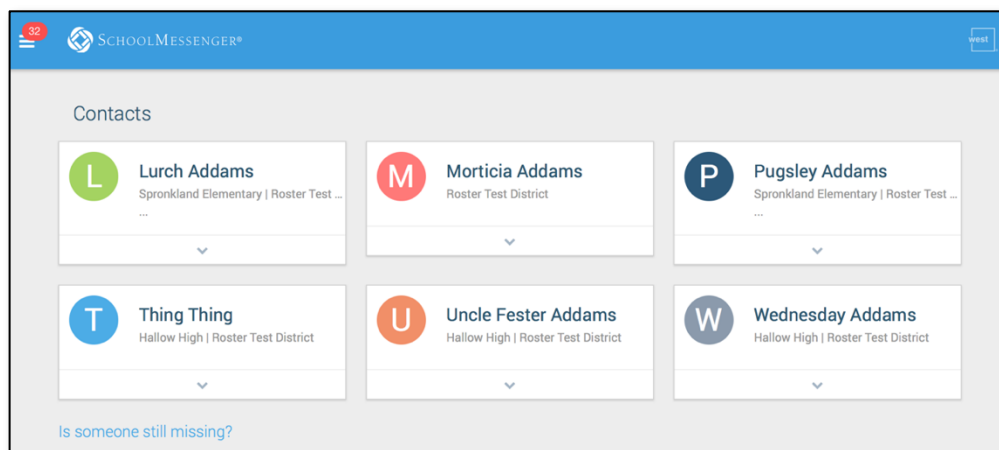 32
SCHOOLMESSENGER®
west
Contacts
L
Lurch Addams
Spronkland Elementary | Roster Test ...
...
M
Morticia Addams
Roster Test District
P
Pugsley Addams
Spronkland Elementary | Roster Test ...
...
T
Thing Thing
Hallow High | Roster Test District
U
Uncle Fester Addams
Hallow High | Roster Test District
W
Wednesday Addams
Hallow High | Roster Test District
Is someone still missing?